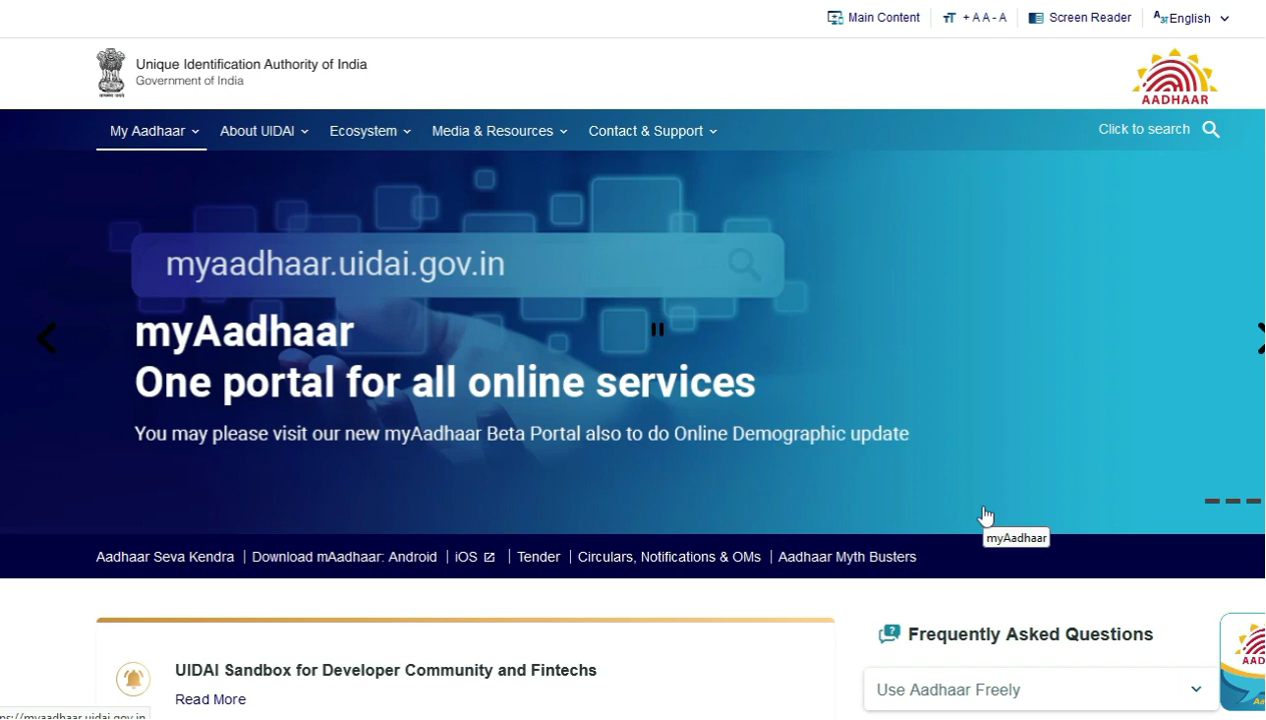 Main Content
+ A A - A
Screen Reader
English
Unique Identification Authority of India
Government of India
AADHAAR
My Aadhaar
About UIDAI
Ecosystem
Media & Resources
Contact & Support
Click to search
myaadhaar.uidai.gov.in
myAadhaar
One portal for all online services
You may please visit our new myAadhaar Beta Portal also to do Online Demographic update
myAadhaar
Aadhaar Seva Kendra | Download mAadhaar: Android | iOS | Tender | Circulars, Notifications & OMs | Aadhaar Myth Busters
UIDAI Sandbox for Developer Community and Fintechs
Read More
Frequently Asked Questions
Use Aadhaar Freely